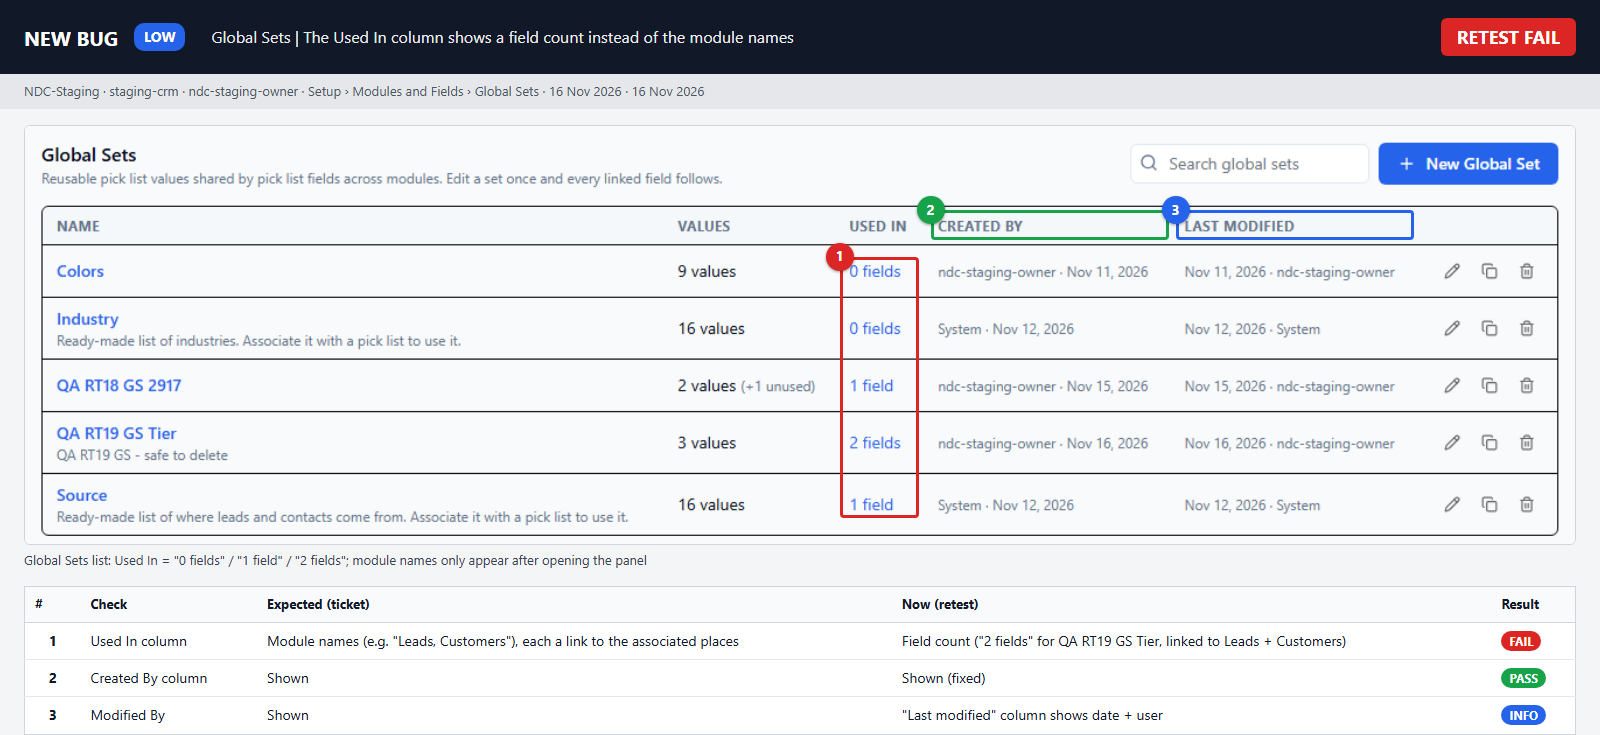 NEW BUG LOW Global Sets | The Used In column shows a field count instead of the module names RETEST FAIL
NDC-Staging · staging-crm · ndc-staging-owner · Setup › Modules and Fields › Global Sets · 16 Nov 2026 · 16 Nov 2026
Global Sets
Reusable pick list values shared by pick list fields across modules. Edit a set once and every linked field follows.
Search global sets
+ New Global Set
2 3
NAME VALUES USED IN CREATED BY LAST MODIFIED
1
Colors 9 values 0 fields ndc-staging-owner · Nov 11, 2026 Nov 11, 2026 · ndc-staging-owner
Industry
Ready-made list of industries. Associate it with a pick list to use it.
16 values 0 fields System · Nov 12, 2026 Nov 12, 2026 · System
QA RT18 GS 2917 2 values (+1 unused) 1 field ndc-staging-owner · Nov 15, 2026 Nov 15, 2026 · ndc-staging-owner
QA RT19 GS Tier
QA RT19 GS - safe to delete
3 values 2 fields ndc-staging-owner · Nov 16, 2026 Nov 16, 2026 · ndc-staging-owner
Source
Ready-made list of where leads and contacts come from. Associate it with a pick list to use it.
16 values 1 field System · Nov 12, 2026 Nov 12, 2026 · System
Global Sets list: Used In = "0 fields" / "1 field" / "2 fields"; module names only appear after opening the panel
# Check Expected (ticket) Now (retest) Result
1 Used In column Module names (e.g. "Leads, Customers"), each a link to the associated places Field count ("2 fields" for QA RT19 GS Tier, linked to Leads + Customers) FAIL
2 Created By column Shown Shown (fixed) PASS
3 Modified By Shown "Last modified" column shows date + user INFO